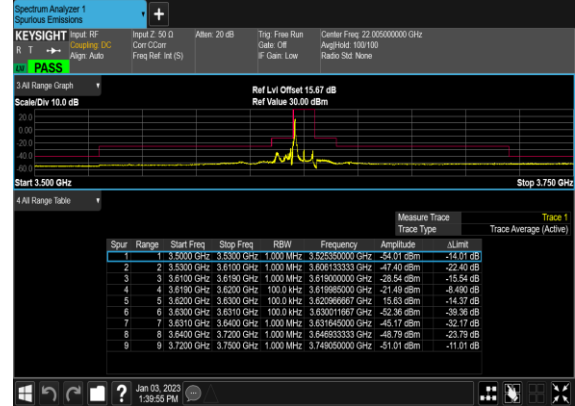 Spectrum Analyzer 1
Spurious Emissions
KEYSIGHT Input: RF Input Z: 50 Ω Atten: 20 dB Trig: Free Run Center Freq: 22.005000000 GHz
R T Coupling: DC Corr CCorr Gate: Off Avg|Hold: 100/100
Align: Auto Freq Ref: Int (S) IF Gain: Low Radio Std: None
PASS
3 All Range Graph
Ref Lvl Offset 15.67 dB
Scale/Div 10.0 dB Ref Value 30.00 dBm
20.0
0.00
-20.0
-40.0
-60.0
Start 3.500 GHz Stop 3.750 GHz
4 All Range Table
Measure Trace Trace 1
Trace Type Trace Average (Active)
Spur Range Start Freq Stop Freq RBW Frequency Amplitude ΔLimit
1 1 3.5000 GHz 3.5300 GHz 1.000 MHz 3.525350000 GHz -54.01 dBm -14.01 dB
2 2 3.5300 GHz 3.6100 GHz 1.000 MHz 3.606133333 GHz -47.40 dBm -22.40 dB
3 3 3.6100 GHz 3.6190 GHz 1.000 MHz 3.619000000 GHz -28.54 dBm -15.54 dB
4 4 3.6190 GHz 3.6200 GHz 100.0 kHz 3.619985000 GHz -21.49 dBm -8.490 dB
5 5 3.6200 GHz 3.6300 GHz 100.0 kHz 3.620966667 GHz 15.63 dBm -14.37 dB
6 6 3.6300 GHz 3.6310 GHz 100.0 kHz 3.630011667 GHz -52.36 dBm -39.36 dB
7 7 3.6310 GHz 3.6400 GHz 1.000 MHz 3.631645000 GHz -45.17 dBm -32.17 dB
8 8 3.6400 GHz 3.7200 GHz 1.000 MHz 3.646933333 GHz -48.79 dBm -23.79 dB
9 9 3.7200 GHz 3.7500 GHz 1.000 MHz 3.749050000 GHz -51.01 dBm -11.01 dB
Jan 03, 2023
1:39:55 PM